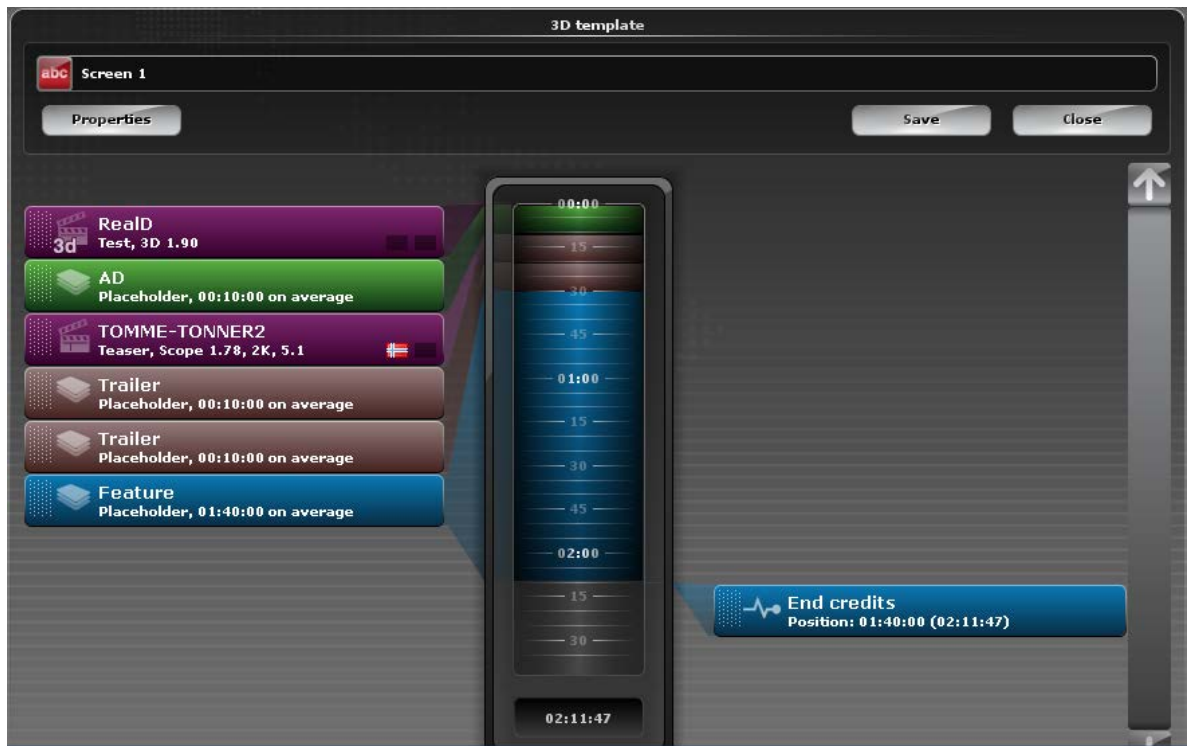 3D template
abc Screen 1
Properties
Save
Close
RealD
3d Test, 3D 1.90
AD
Placeholder, 00:10:00 on average
TOMME-TONNER2
Teaser, Scope 1.78, 2K, 5.1
Trailer
Placeholder, 00:10:00 on average
Trailer
Placeholder, 00:10:00 on average
Feature
Placeholder, 01:40:00 on average
00:00
15
30
45
01:00
15
30
45
02:00
15
30
02:11:47
End credits
Position: 01:40:00 (02:11:47)